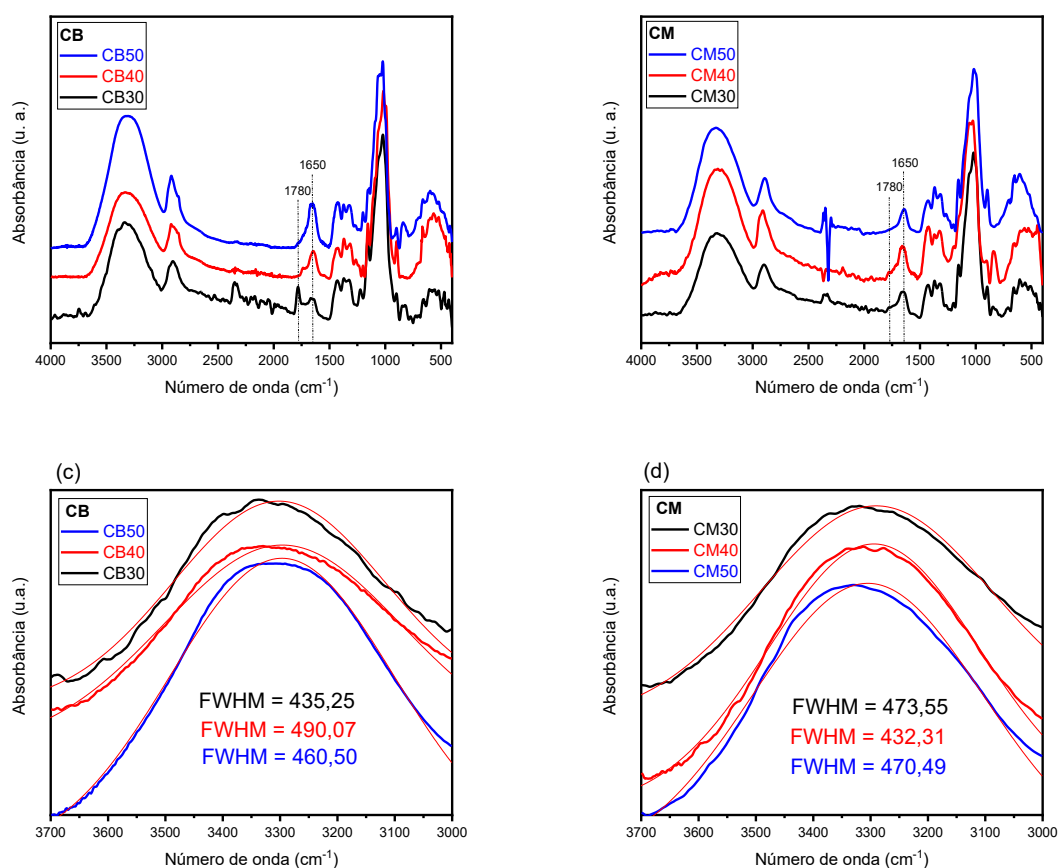 CB
CB50
CB40
CB30
1650
1780
Absorbância (u. a.)
4000 3500 3000 2500 2000 1500 1000 500
Número de onda (cm-1)
CM
CM50
CM40
CM30
1650
1780
Absorbância (u. a.)
4000 3500 3000 2500 2000 1500 1000 500
Número de onda (cm-1)
(c)
CB
CB50
CB40
CB30
FWHM = 435,25
FWHM = 490,07
FWHM = 460,50
Absorbância (u.a.)
3700 3600 3500 3400 3300 3200 3100 3000
Número de onda (cm-1)
(d)
CM
CM30
CM40
CM50
FWHM = 473,55
FWHM = 432,31
FWHM = 470,49
Absorbância (u.a.)
3700 3600 3500 3400 3300 3200 3100 3000
Número de onda (cm-1)